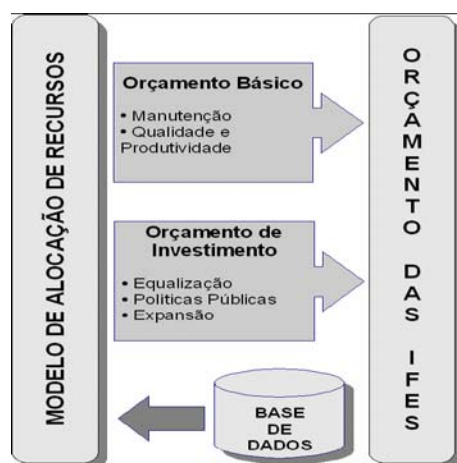 MODELO DE ALOCAÇÃO DE RECURSOS
Orçamento Básico
• Manutenção
• Qualidade e
Produtividade
Orçamento de
Investimento
• Equalização
• Politicas Públicas
• Expansão
BASE
DE
DADOS
ORÇAMENTO DAS IFES